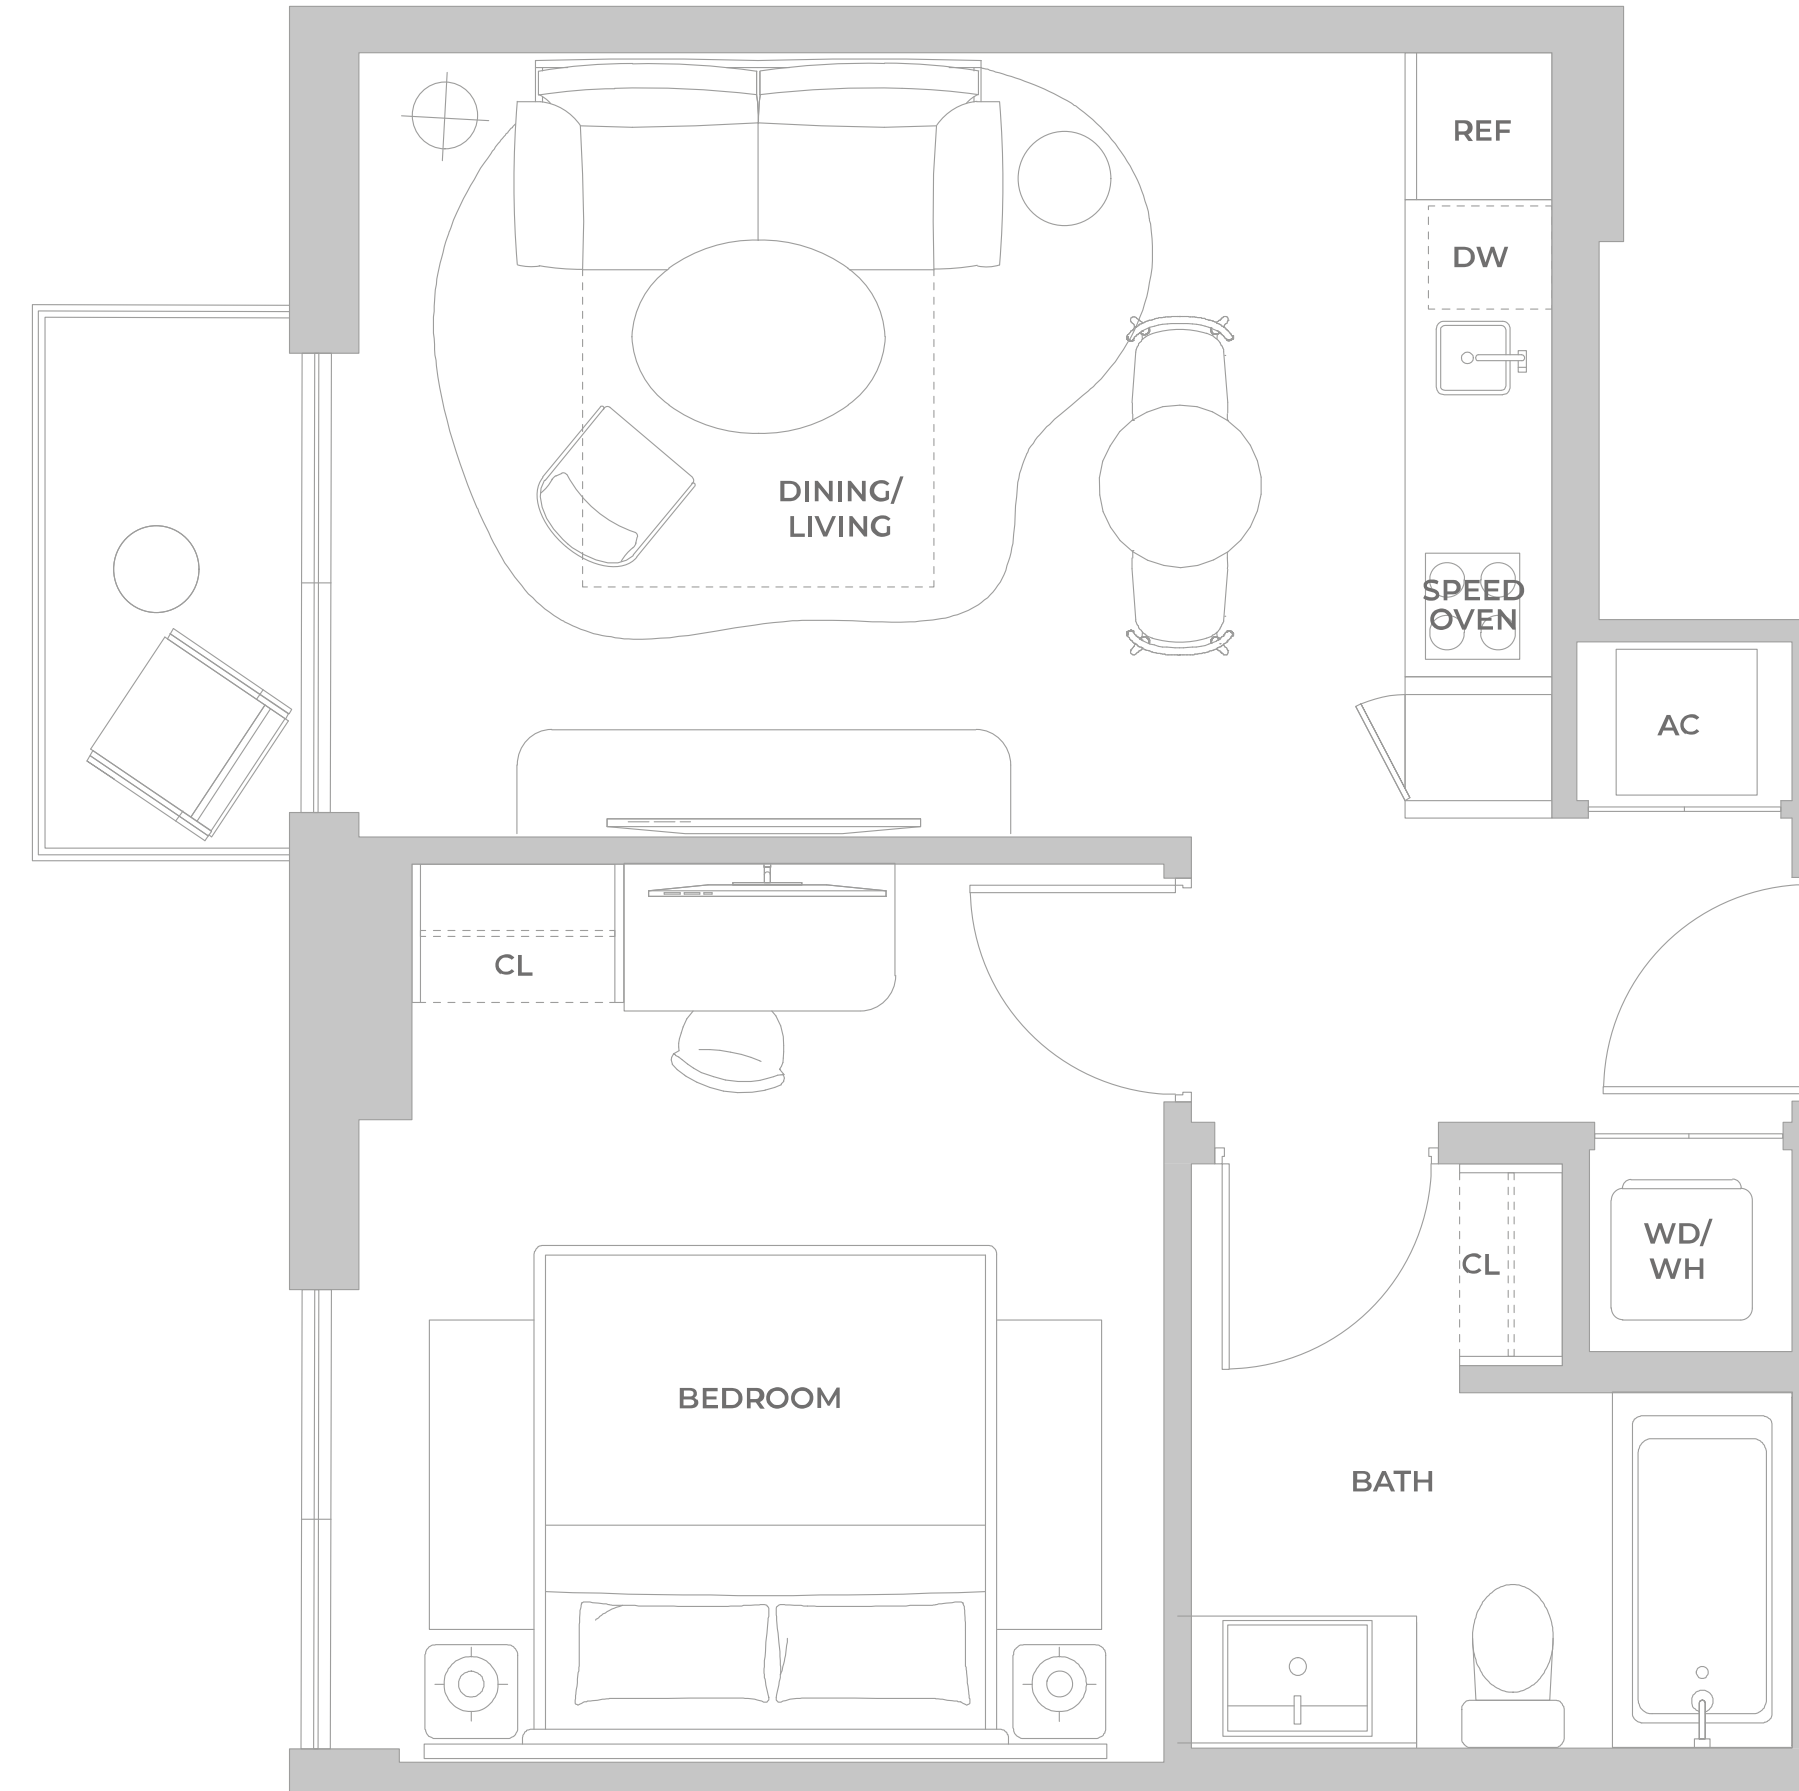 REF
DW
DINING/
LIVING
SPEED
OVEN
AC
CL
WD/
WH
CL
BEDROOM
BATH